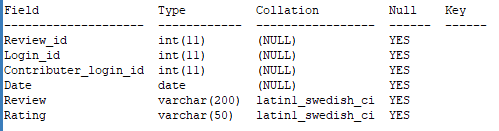 Field Type Collation Null Key
-------------------- ------------ ----------------- ------ ------
Review_id int(11) (NULL) YES
Login_id int(11) (NULL) YES
Contributer_login_id int(11) (NULL) YES
Date date (NULL) YES
Review varchar(200) latin1_swedish_ci YES
Rating varchar(50) latin1_swedish_ci YES